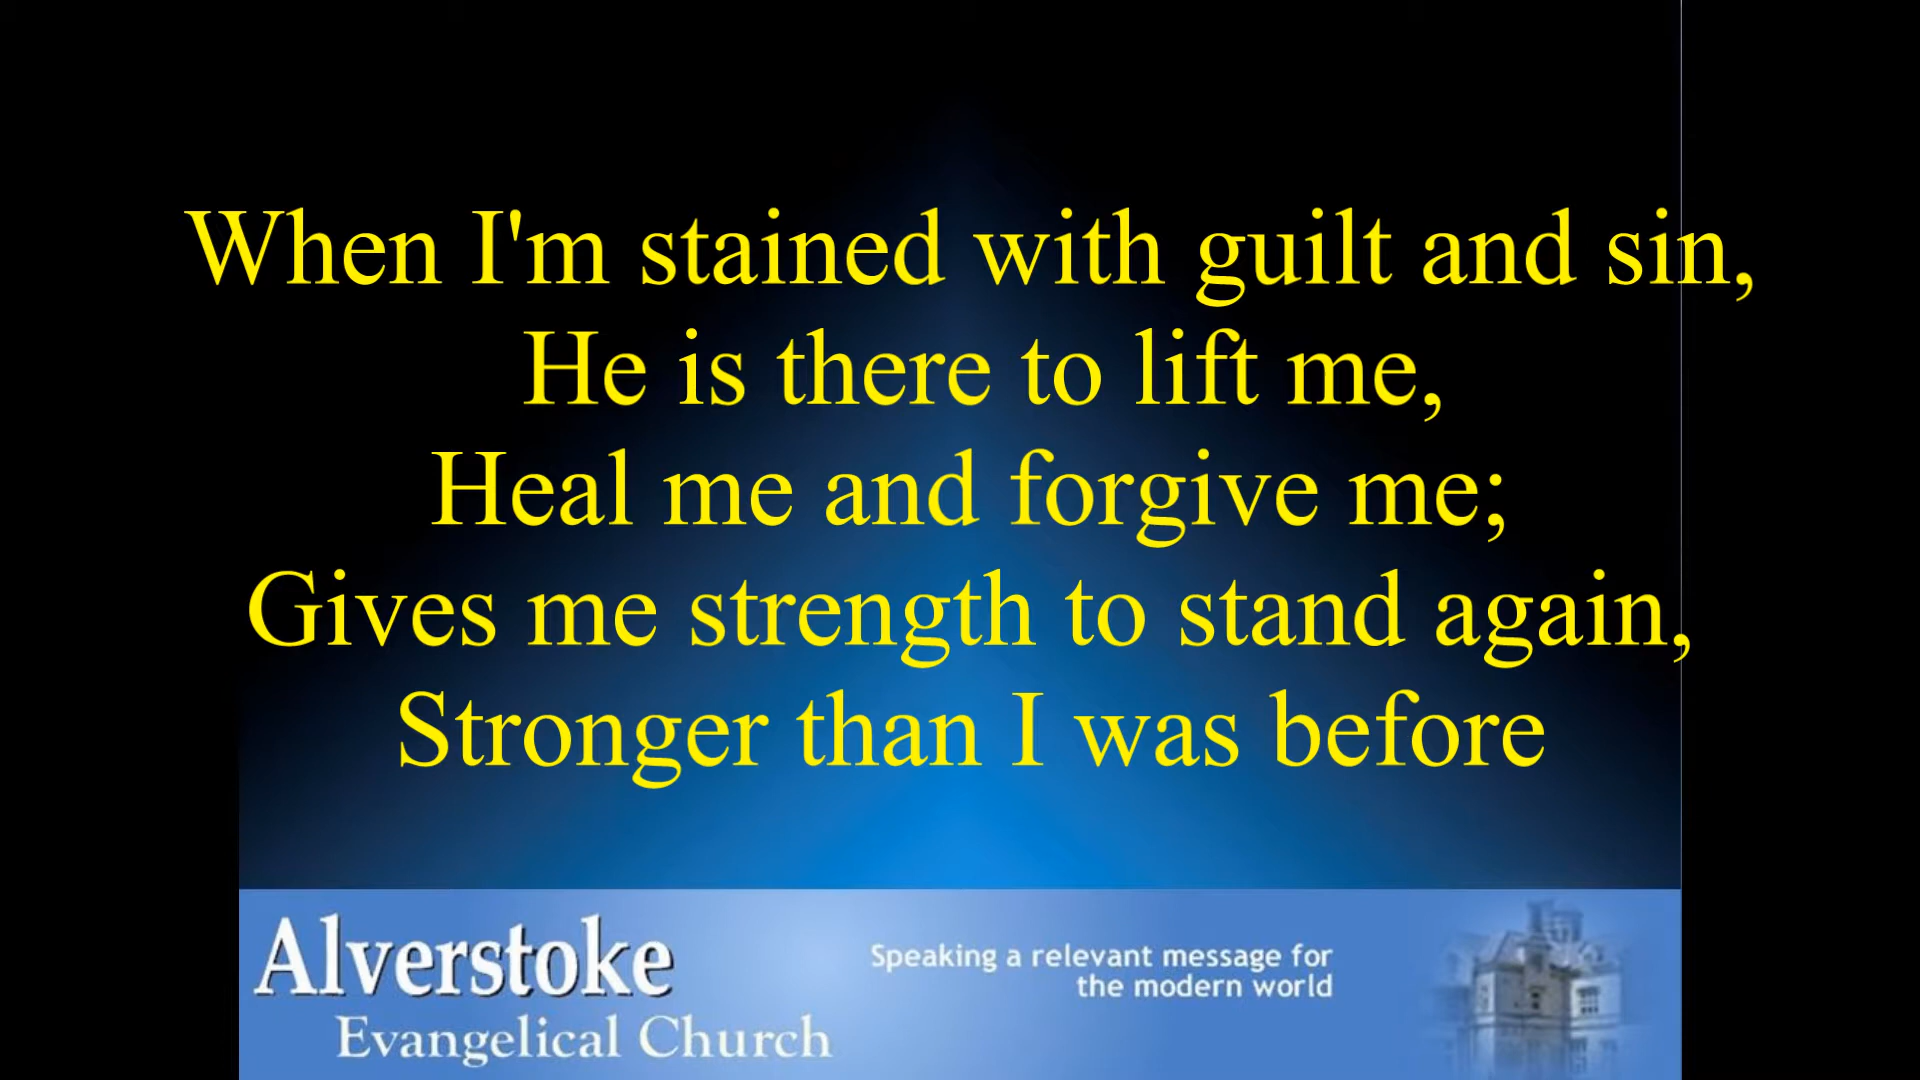 When I'm stained with guilt and sin,
He is there to lift me,
Heal me and forgive me;
Gives me strength to stand again,
Stronger than I was before
Alverstoke
Evangelical Church
Speaking a relevant message for
the modern world